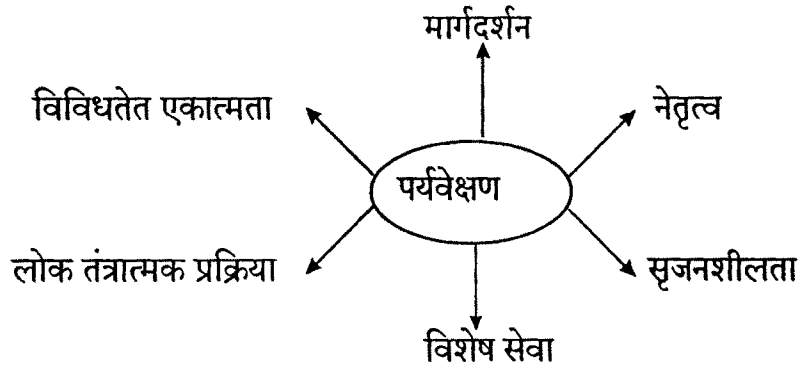 मार्गदर्शन
विविधतेत एकात्मता
नेतृत्व
पर्यवेक्षण
लोक तंत्रात्मक प्रक्रिया
सृजनशीलता
विशेष सेवा